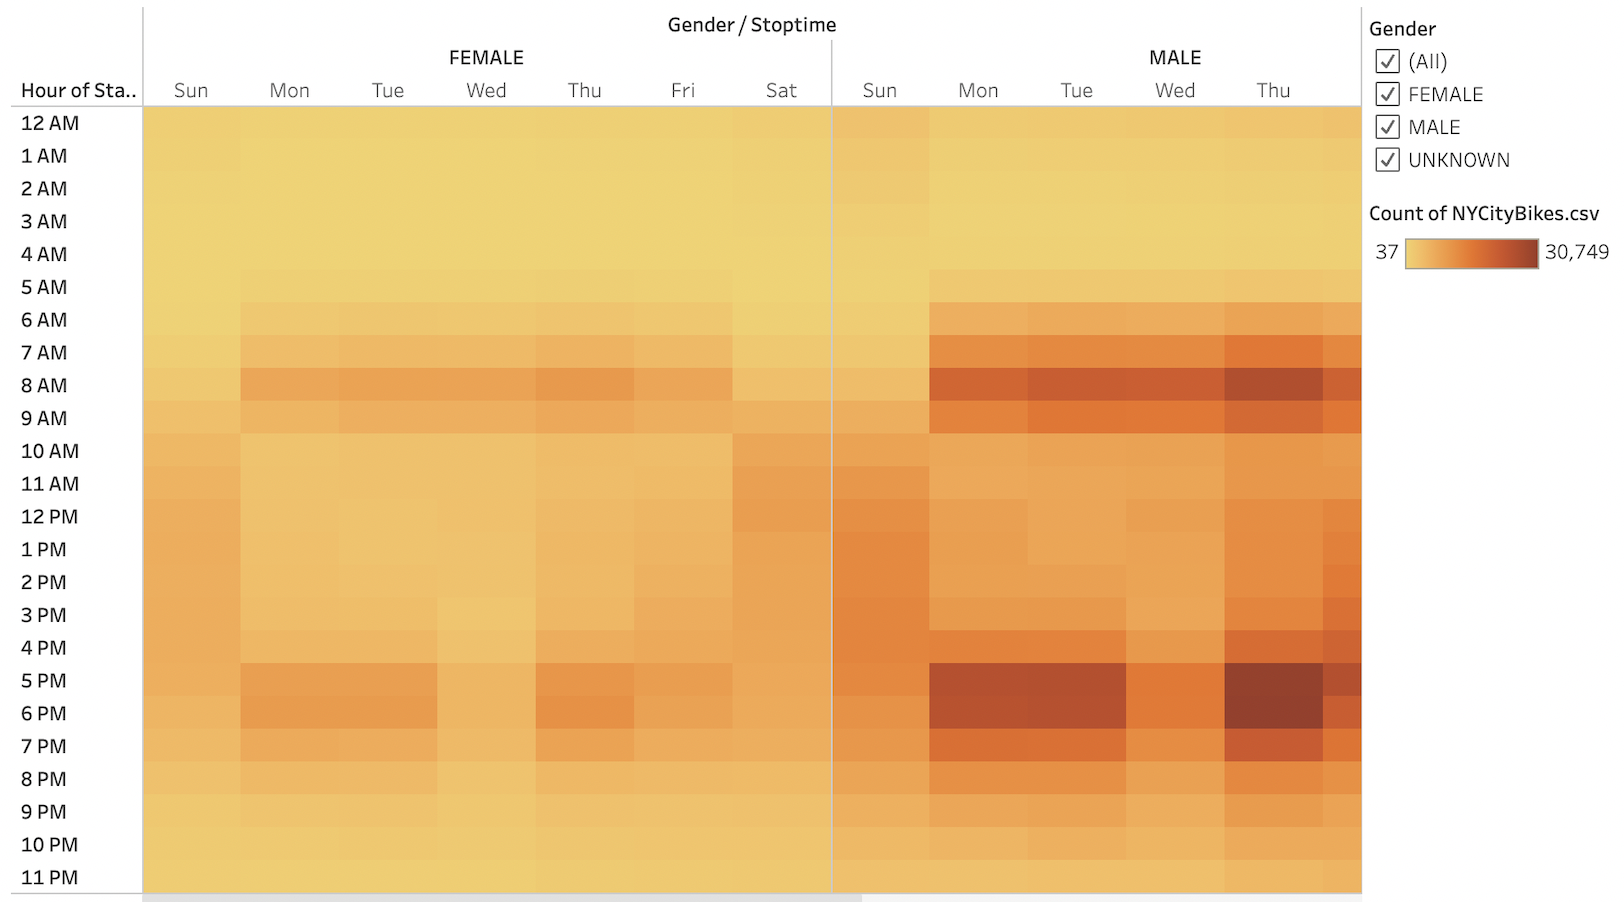 Gender / Stoptime
FEMALE MALE
Hour of Sta.. Sun Mon Tue Wed Thu Fri Sat Sun Mon Tue Wed Thu
12 AM
1 AM
2 AM
3 AM
4 AM
5 AM
6 AM
7 AM
8 AM
9 AM
10 AM
11 AM
12 PM
1 PM
2 PM
3 PM
4 PM
5 PM
6 PM
7 PM
8 PM
9 PM
10 PM
11 PM
Gender
(All)
FEMALE
MALE
UNKNOWN
Count of NYCityBikes.csv
37 30,749